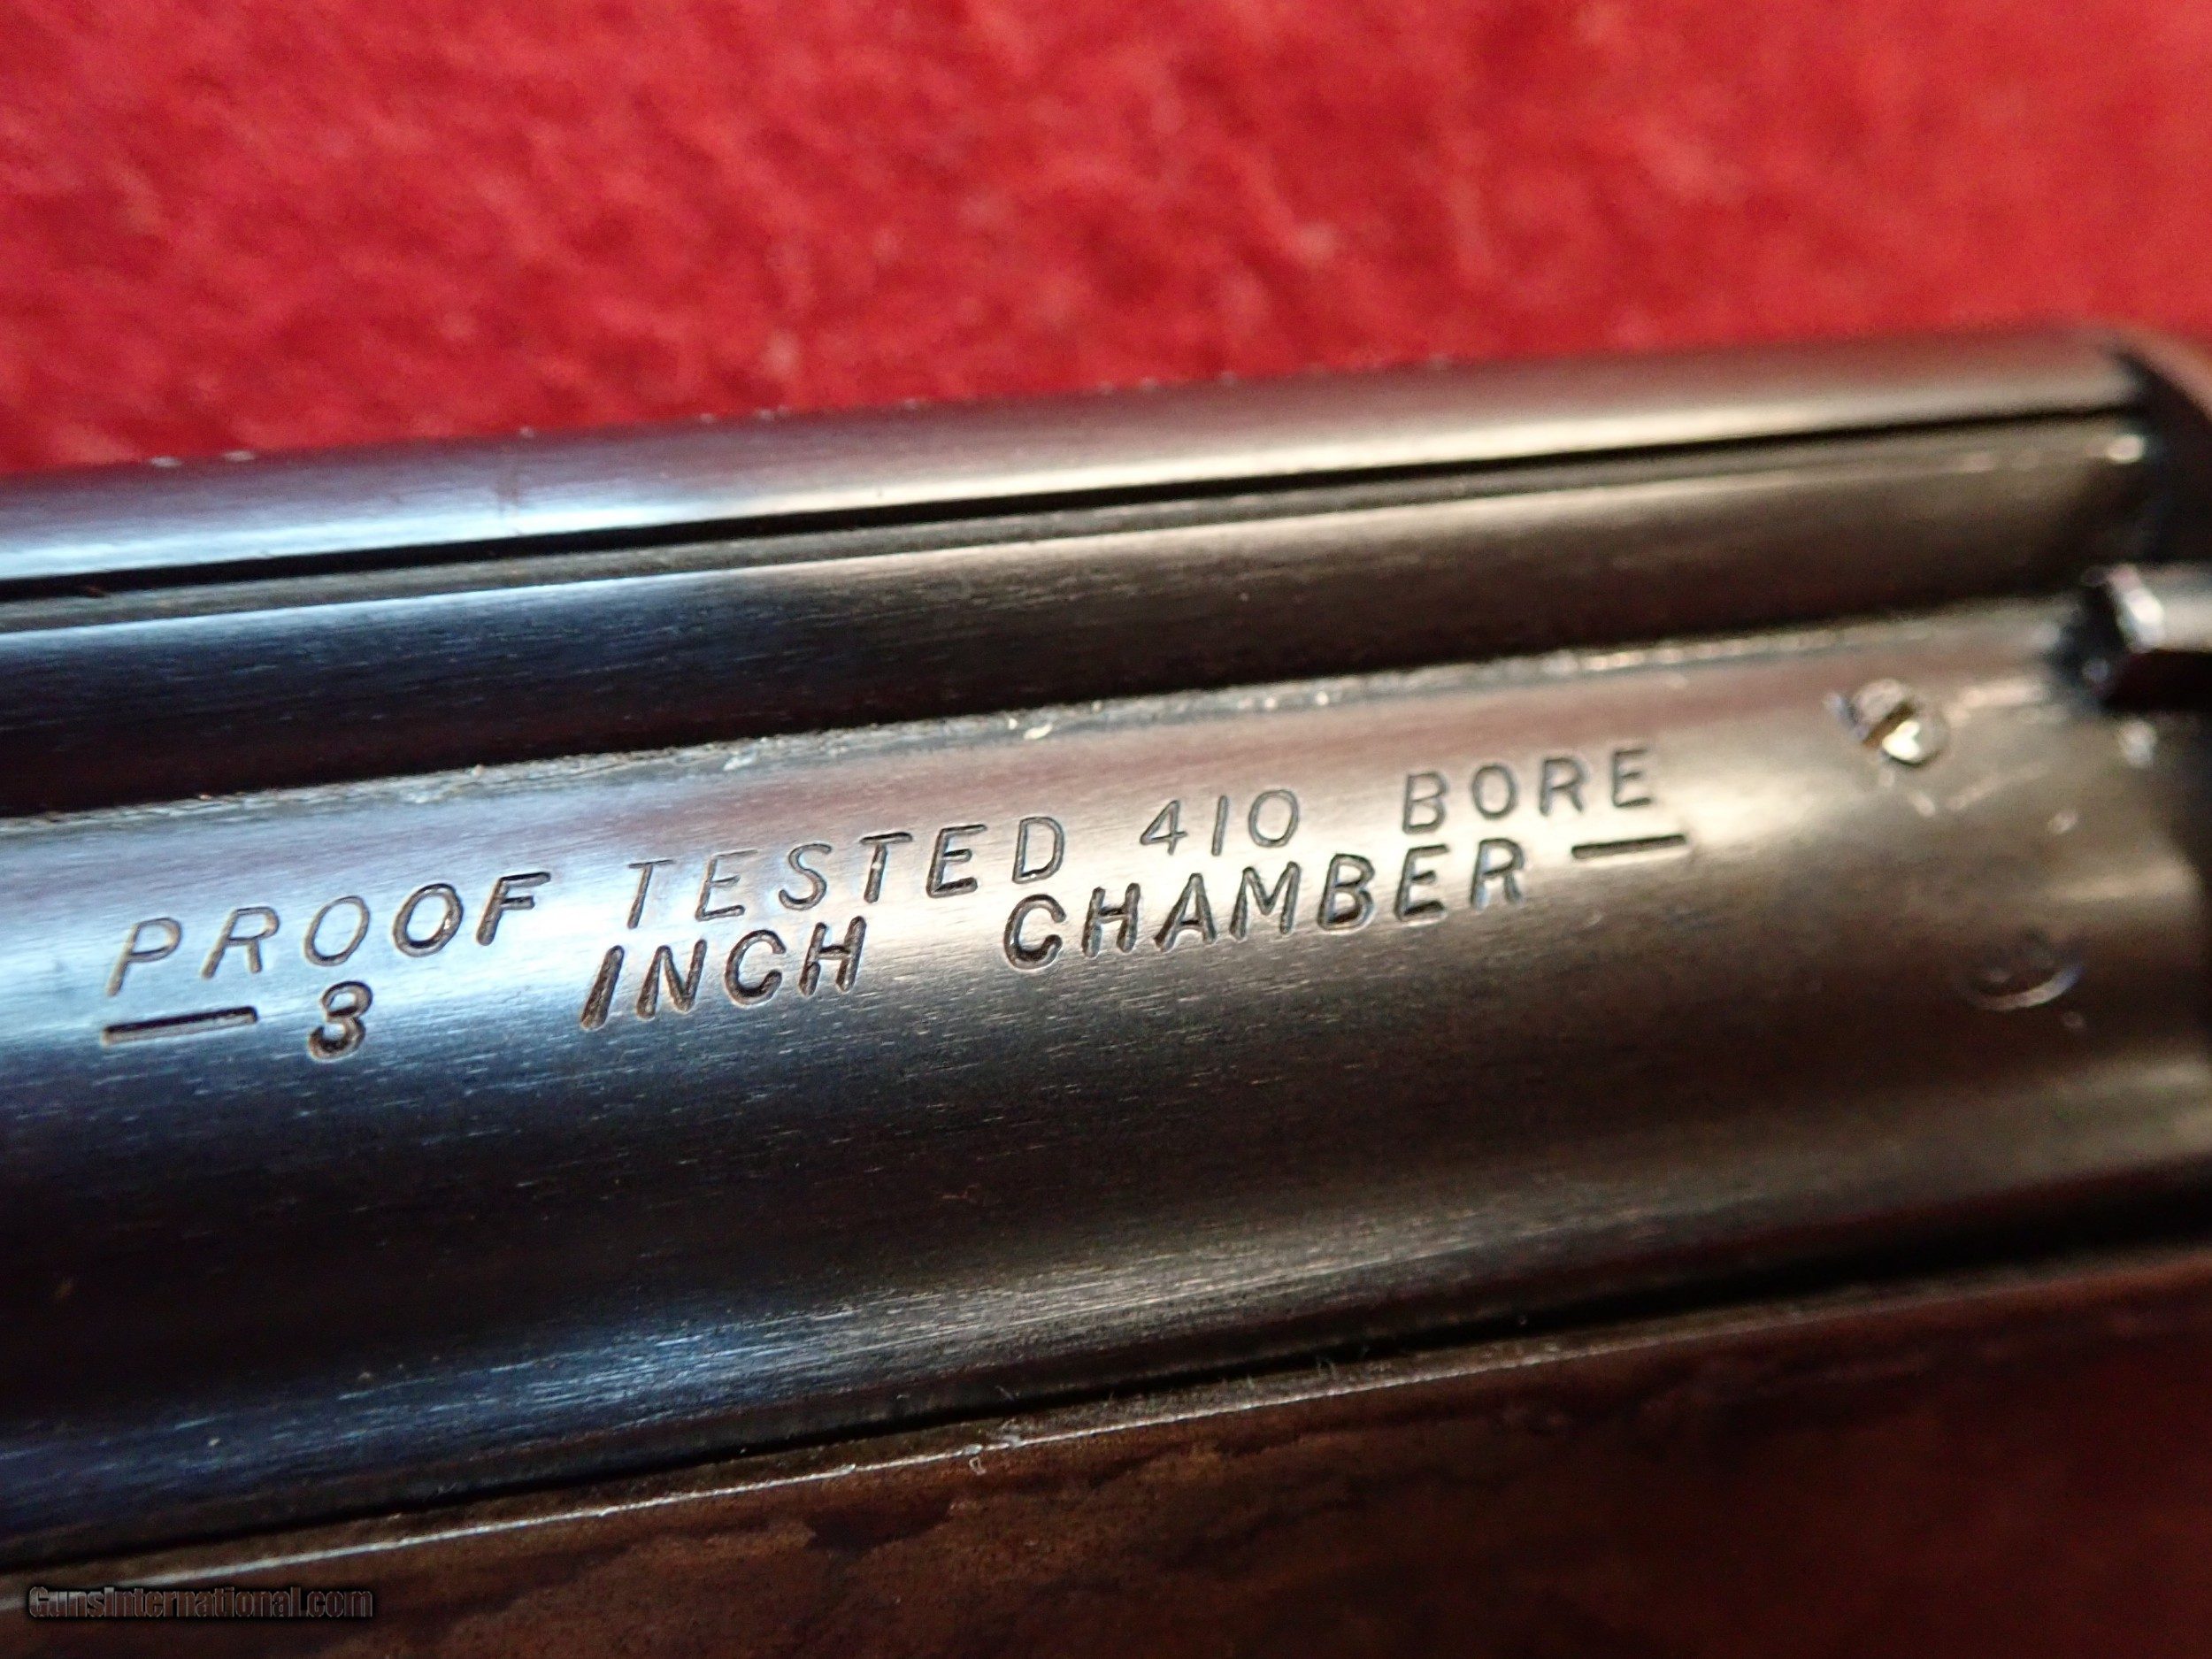 PROOF TESTED 410 BORE
— 3 INCH CHAMBER —
GunsInternational.com